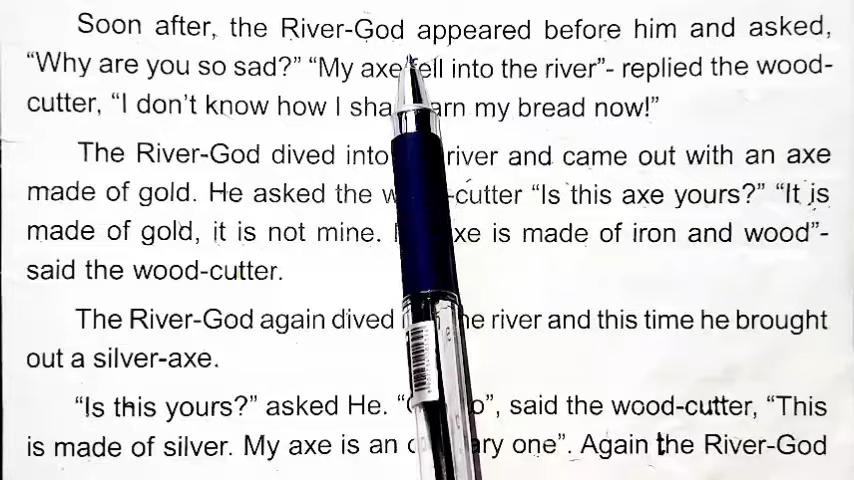 Soon after, the River-God appeared before him and asked,
“Why are you so sad?” “My axe fell into the river”- replied the wood-
cutter, “I don’t know how I my bread now!”
The River-God dived into river and came out with an axe
made of gold. He asked the -cutter “Is this axe yours?” “It is
made of gold, it is not mine. is made of iron and wood”-
said the wood-cutter.
The River-God again dived river and this time he brought
out a silver-axe.
“Is this yours?” asked He. said the wood-cutter, “This
is made of silver. My axe is an one”. Again the River-God